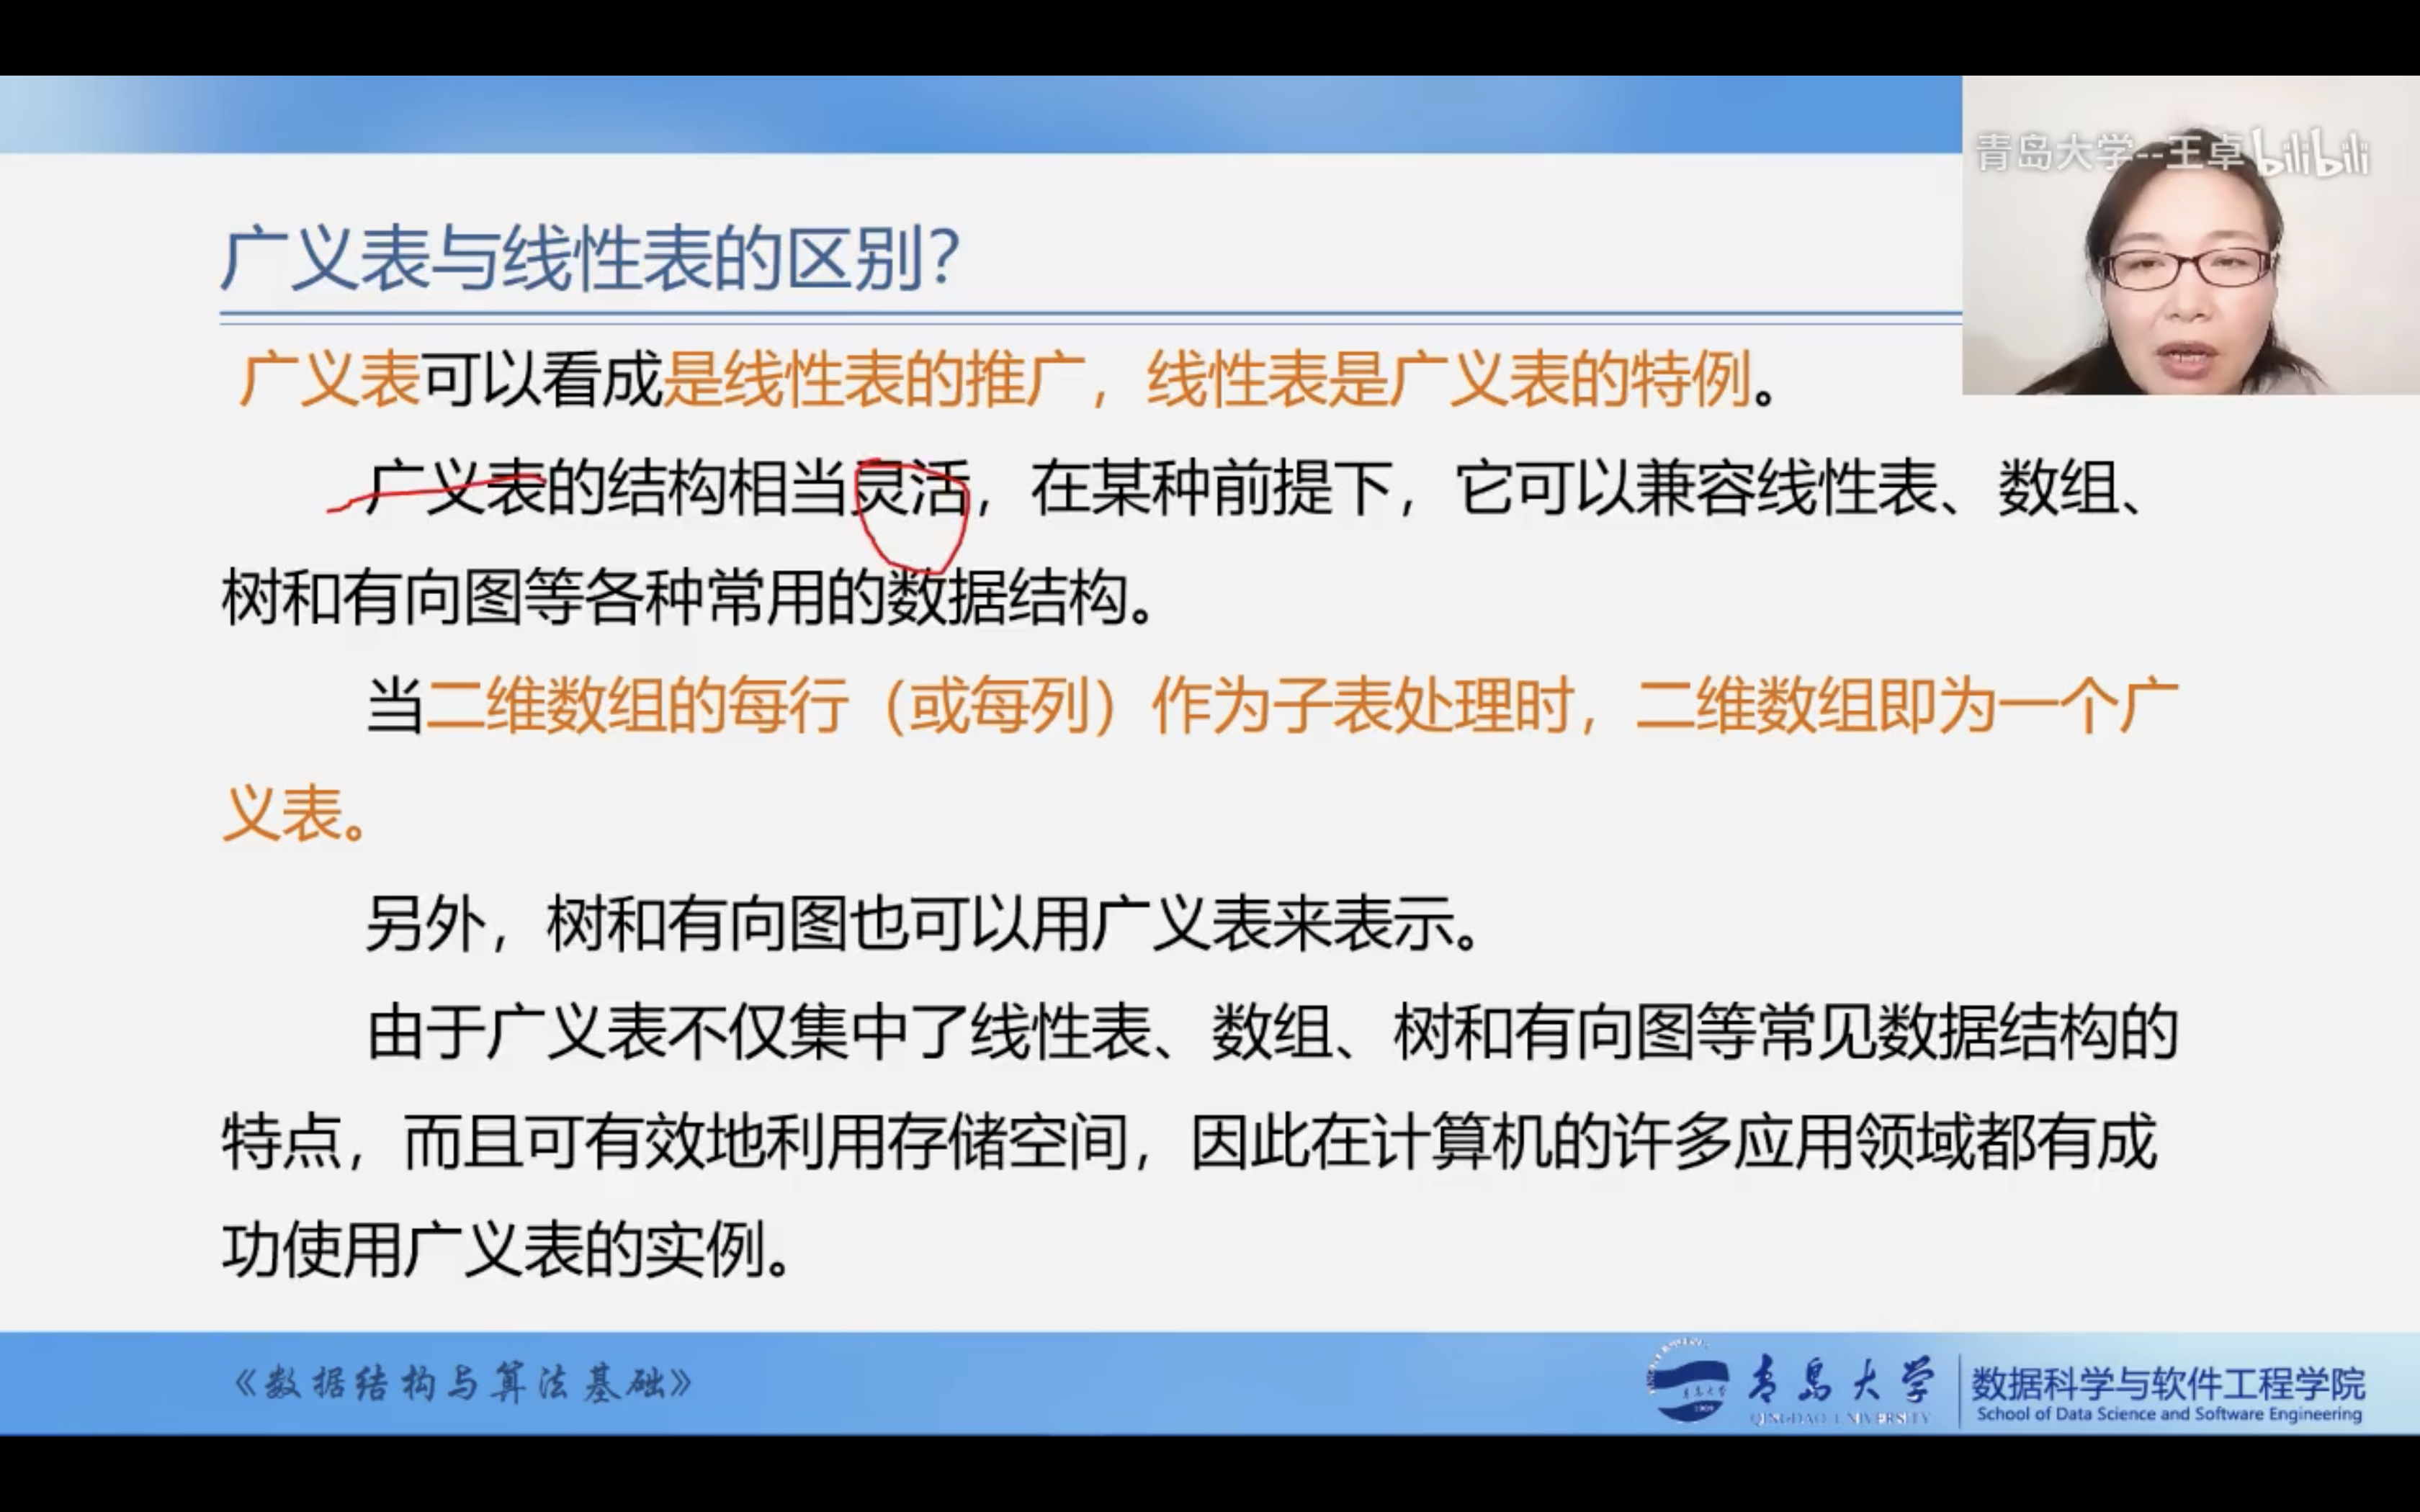 青岛大学--王卓 bilibili
广义表与线性表的区别？
广义表可以看成是线性表的推广，线性表是广义表的特例。
广义表的结构相当灵活，在某种前提下，它可以兼容线性表、数组、
树和有向图等各种常用的数据结构。
当二维数组的每行（或每列）作为子表处理时，二维数组即为一个广
义表。
另外，树和有向图也可以用广义表来表示。
由于广义表不仅集中了线性表、数组、树和有向图等常见数据结构的
特点，而且可有效地利用存储空间，因此在计算机的许多应用领域都有成
功使用广义表的实例。
《数据结构与算法基础》
青岛大学
QINGDAO UNIVERSITY
数据科学与软件工程学院
School of Data Science and Software Engineering